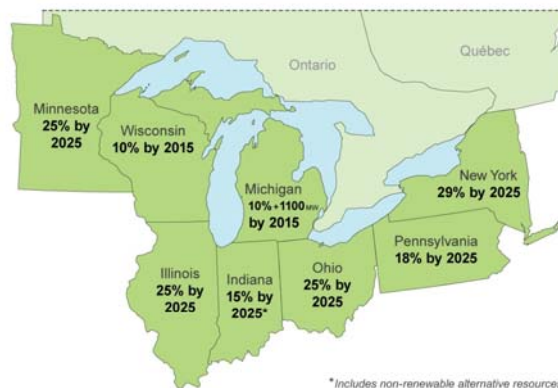 Ontario
Québec
Minnesota
25% by
2025
Wisconsin
10% by 2015
Michigan
10% + 1100 MW
by 2015
New York
29% by 2025
Pennsylvania
18% by 2025
Illinois
25% by
2025
Indiana
15% by
2025*
Ohio
25% by
2025
*Includes non-renewable alternative resources